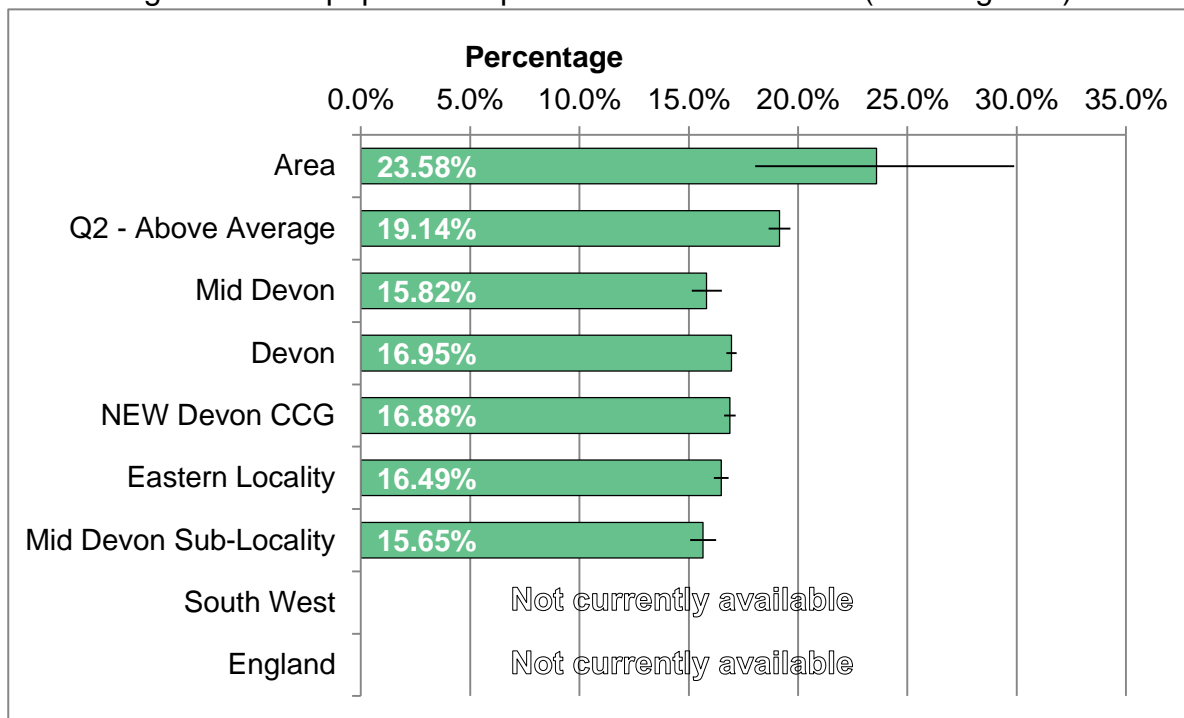 Percentage
0.0% 5.0% 10.0% 15.0% 20.0% 25.0% 30.0% 35.0%
Area 23.58%
Q2 - Above Average 19.14%
Mid Devon 15.82%
Devon 16.95%
NEW Devon CCG 16.88%
Eastern Locality 16.49%
Mid Devon Sub-Locality 15.65%
South West Not currently available
England Not currently available